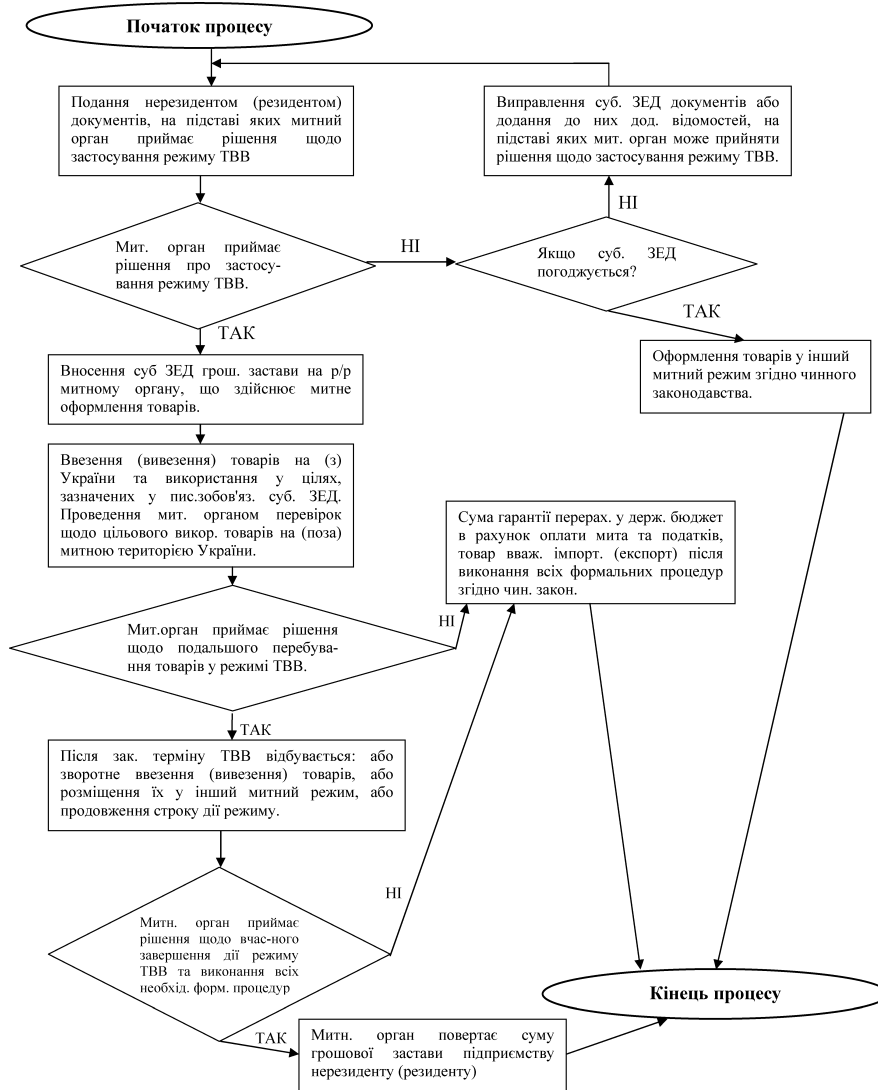 Початок процесу
Подання нерезидентом (резидентом)
документів, на підставі яких митний
орган приймає рішення щодо
застосування режиму ТВВ
Виправлення суб. ЗЕД документів або
додання до них дод. відомостей, на
підставі яких мит. орган може прийняти
рішення щодо застосування режиму ТВВ.
Мит. орган приймає
рішення про застосу-
вання режиму ТВВ.
НІ
Якщо суб. ЗЕД
погоджується?
НІ
ТАК
ТАК
Оформлення товарів у інший
митний режим згідно чинного
законодавства.
Внесення суб ЗЕД грош. застави на р/р
митному органу, що здійснює митне
оформлення товарів.
Ввезення (вивезення) товарів на (з)
України та використання у цілях,
зазначених у пис.зобов'яз. суб. ЗЕД.
Проведення мит. органом перевірок
щодо цільового викор. товарів на (поза)
митною територією України.
Сума гарантії перерах. у держ. бюджет
в рахунок оплати мита та податків,
товар вваж. імпорт. (експорт) після
виконання всіх формальних процедур
згідно чин. закон.
Мит.орган приймає рішення
щодо подальшого перебува-
ння товарів у режимі ТВВ.
НІ
ТАК
Після зак. терміну ТВВ відбувається: або
зворотне ввезення (вивезення) товарів, або
розміщення їх у інший митний режим, або
продовження строку дії режиму.
Митн. орган приймає
рішення щодо вчас-ного
завершення дії режиму
ТВВ та виконання всіх
необхід. форм. процедур
НІ
ТАК
Митн. орган повертає суму
грошової застави підприємству
нерезиденту (резиденту)
Кінець процесу